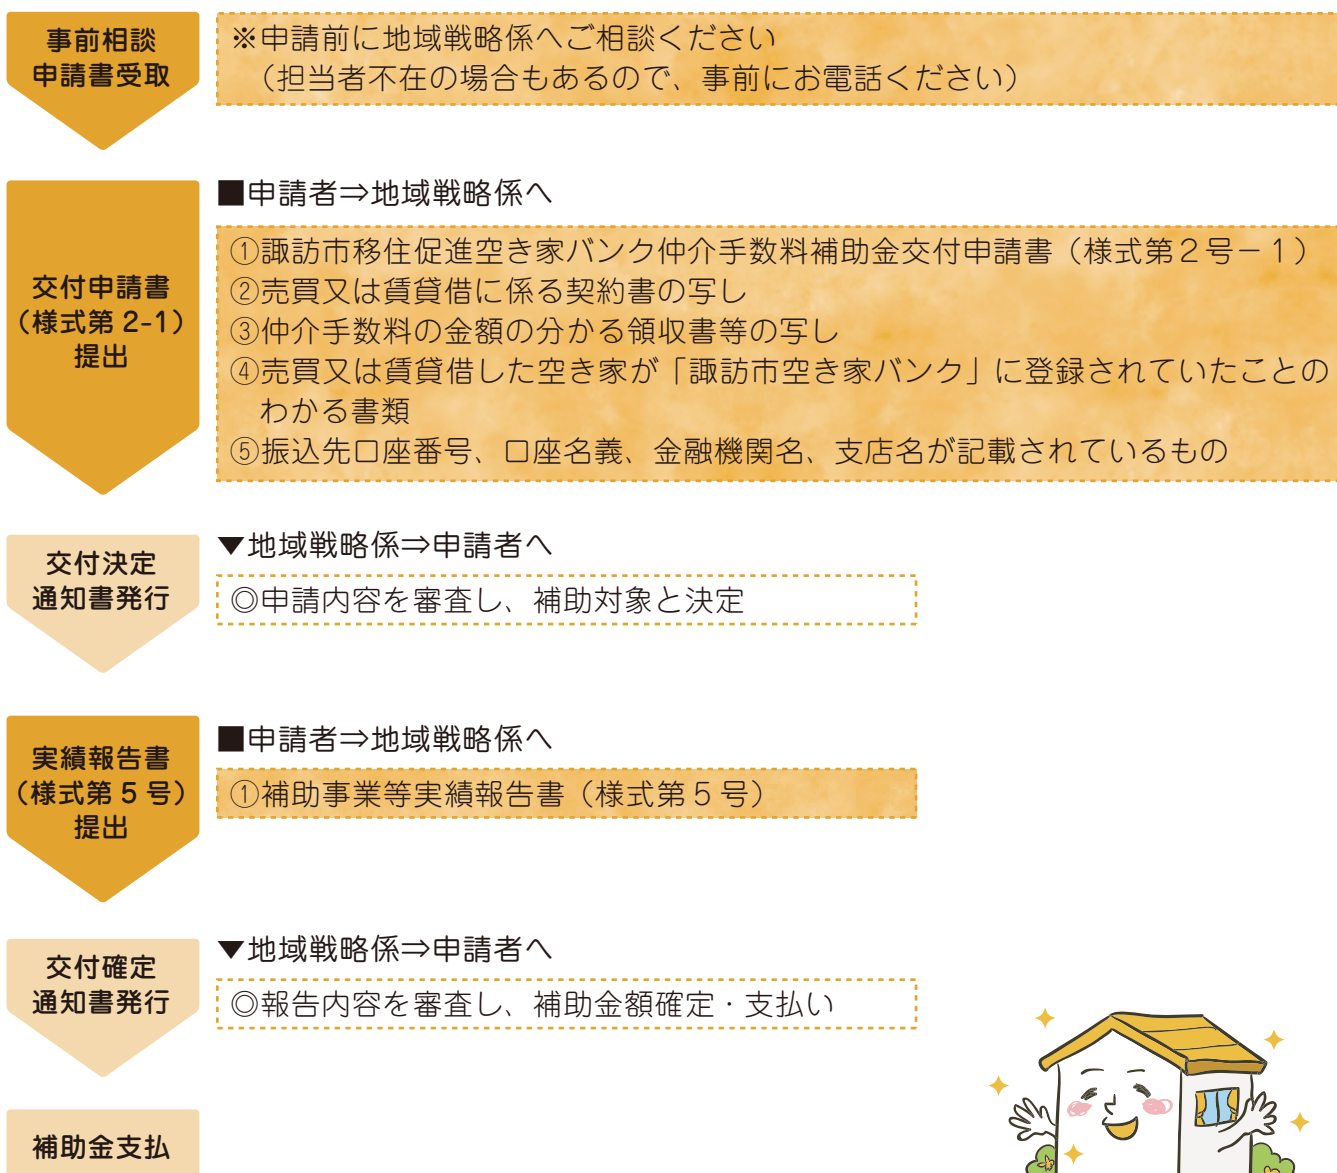 事前相談
申請書受取
※申請前に地域戦略係へご相談ください
（担当者不在の場合もあるので、事前にお電話ください）
交付申請書
（様式第 2-1）
提出
■申請者⇒地域戦略係へ
①諏訪市移住促進空き家バンク仲介手数料補助金交付申請書（様式第２号－１）
②売買又は賃貸借に係る契約書の写し
③仲介手数料の金額の分かる領収書等の写し
④売買又は賃貸借した空き家が「諏訪市空き家バンク」に登録されていたことの
わかる書類
⑤振込先口座番号、口座名義、金融機関名、支店名が記載されているもの
交付決定
通知書発行
▼地域戦略係⇒申請者へ
◎申請内容を審査し、補助対象と決定
実績報告書
（様式第 5 号）
提出
■申請者⇒地域戦略係へ
①補助事業等実績報告書（様式第５号）
交付確定
通知書発行
▼地域戦略係⇒申請者へ
◎報告内容を審査し、補助金額確定・支払い
補助金支払